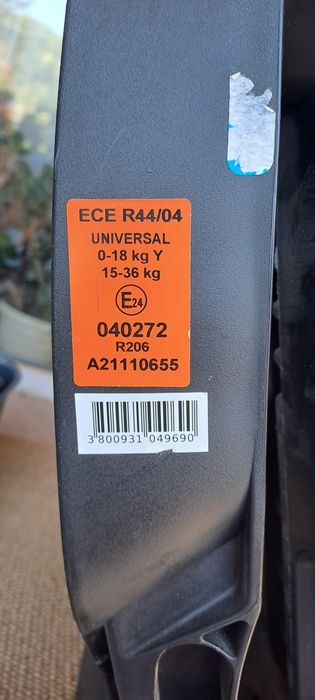 ECE R44/04
UNIVERSAL
0-18 kg Y
15-36 kg
E24
040272
R206
A21110655
3 800931 049690